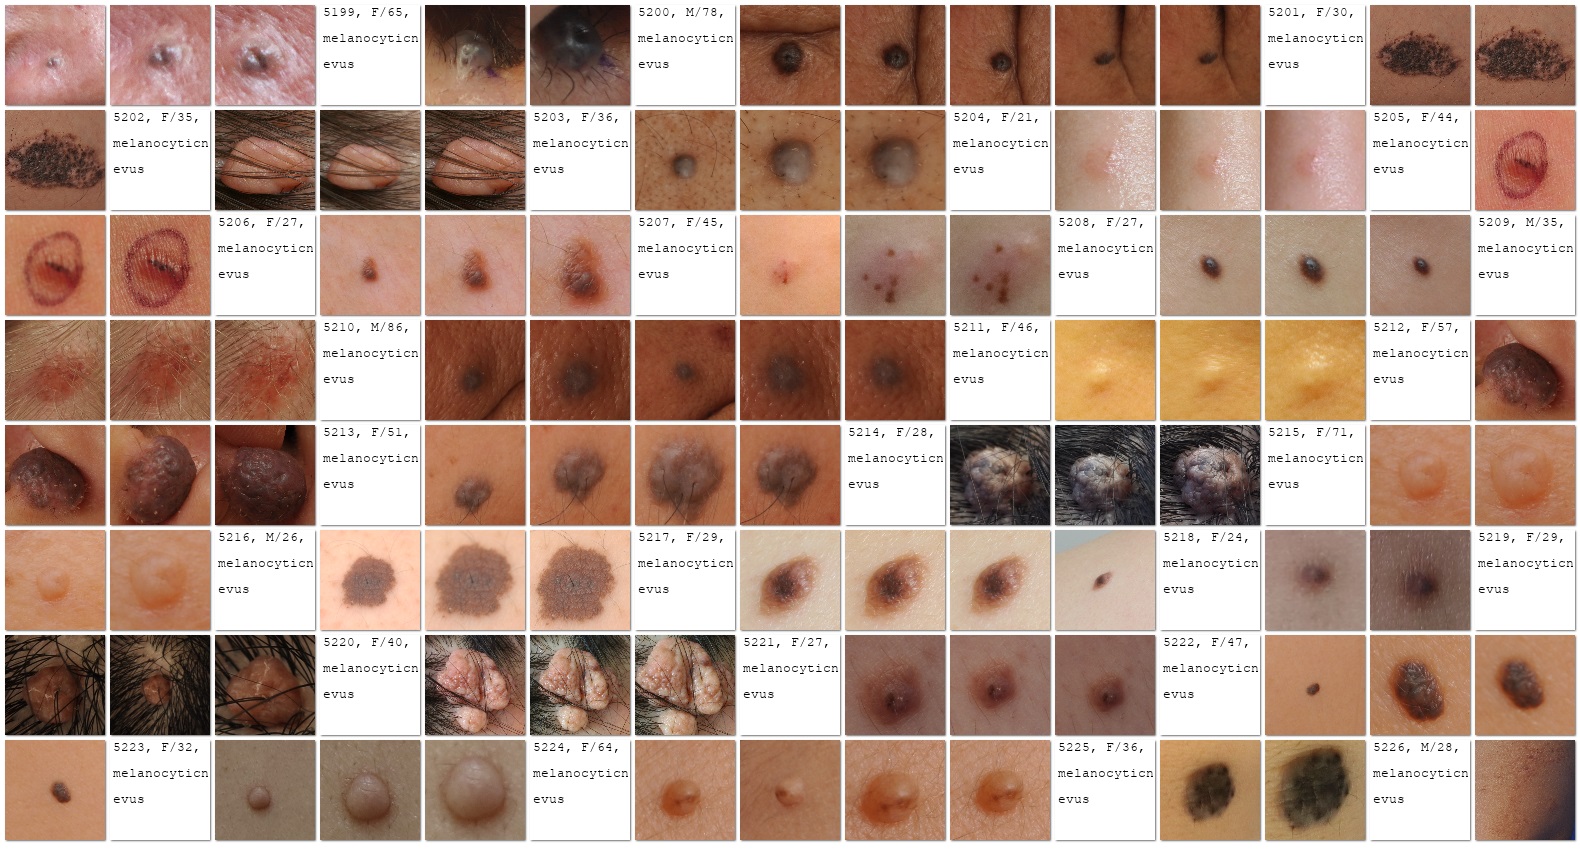 5199, F/65,
melanocyticn
evus
5200, M/78,
melanocyticn
evus
5201, F/30,
melanocyticn
evus
5202, F/35,
melanocyticn
evus
5203, F/36,
melanocyticn
evus
5204, F/21,
melanocyticn
evus
5205, F/44,
melanocyticn
evus
5206, F/27,
melanocyticn
evus
5207, F/45,
melanocyticn
evus
5208, F/27,
melanocyticn
evus
5209, M/35,
melanocyticn
evus
5210, M/86,
melanocyticn
evus
5211, F/46,
melanocyticn
evus
5212, F/57,
melanocyticn
evus
5213, F/51,
melanocyticn
evus
5214, F/28,
melanocyticn
evus
5215, F/71,
melanocyticn
evus
5216, M/26,
melanocyticn
evus
5217, F/29,
melanocyticn
evus
5218, F/24,
melanocyticn
evus
5219, F/29,
melanocyticn
evus
5220, F/40,
melanocyticn
evus
5221, F/27,
melanocyticn
evus
5222, F/47,
melanocyticn
evus
5223, F/32,
melanocyticn
evus
5224, F/64,
melanocyticn
evus
5225, F/36,
melanocyticn
evus
5226, M/28,
melanocyticn
evus